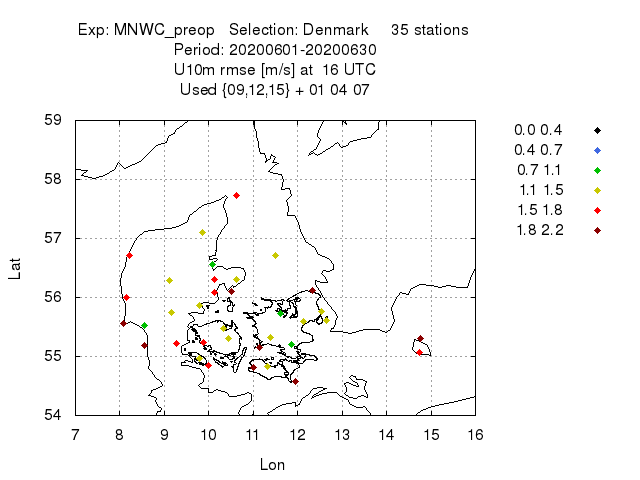 Exp: MNWC_preop   Selection: Denmark     35 stations
Period: 20200601-20200630
U10m rmse [m/s] at  16 UTC
Used {09,12,15} + 01 04 07
59
58
57
56
55
54
Lat
7 8 9 10 11 12 13 14 15 16
Lon
0.0 0.4
0.4 0.7
0.7 1.1
1.1 1.5
1.5 1.8
1.8 2.2